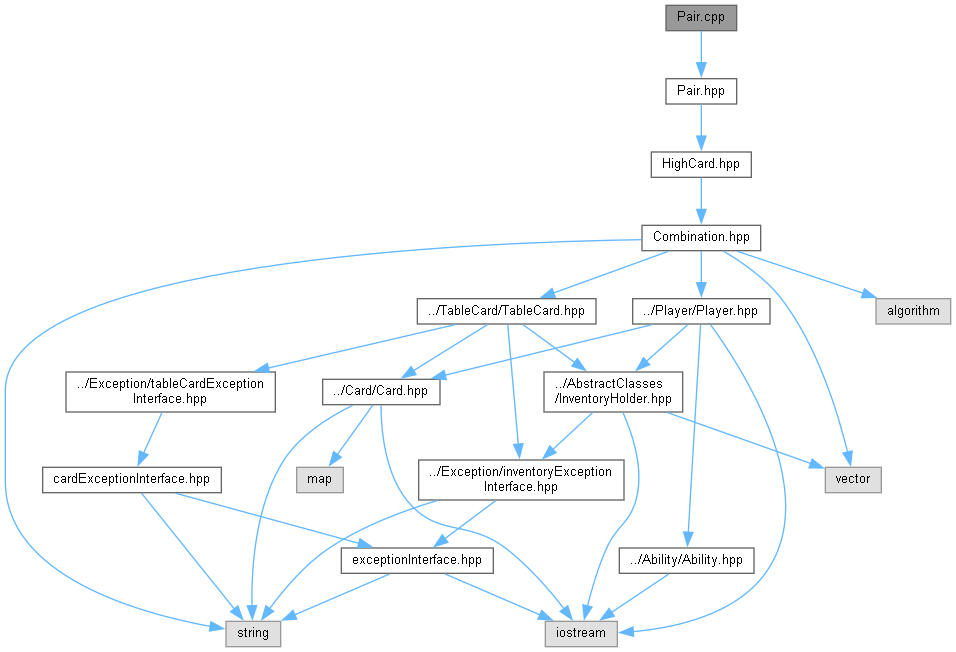 Pair.cpp
Pair.hpp
HighCard.hpp
Combination.hpp
../TableCard/TableCard.hpp
../Player/Player.hpp
algorithm
../Exception/tableCardException
Interface.hpp
../Card/Card.hpp
../AbstractClasses
/InventoryHolder.hpp
cardExceptionInterface.hpp
map
../Exception/inventoryException
Interface.hpp
vector
exceptionInterface.hpp
../Ability/Ability.hpp
string
iostream